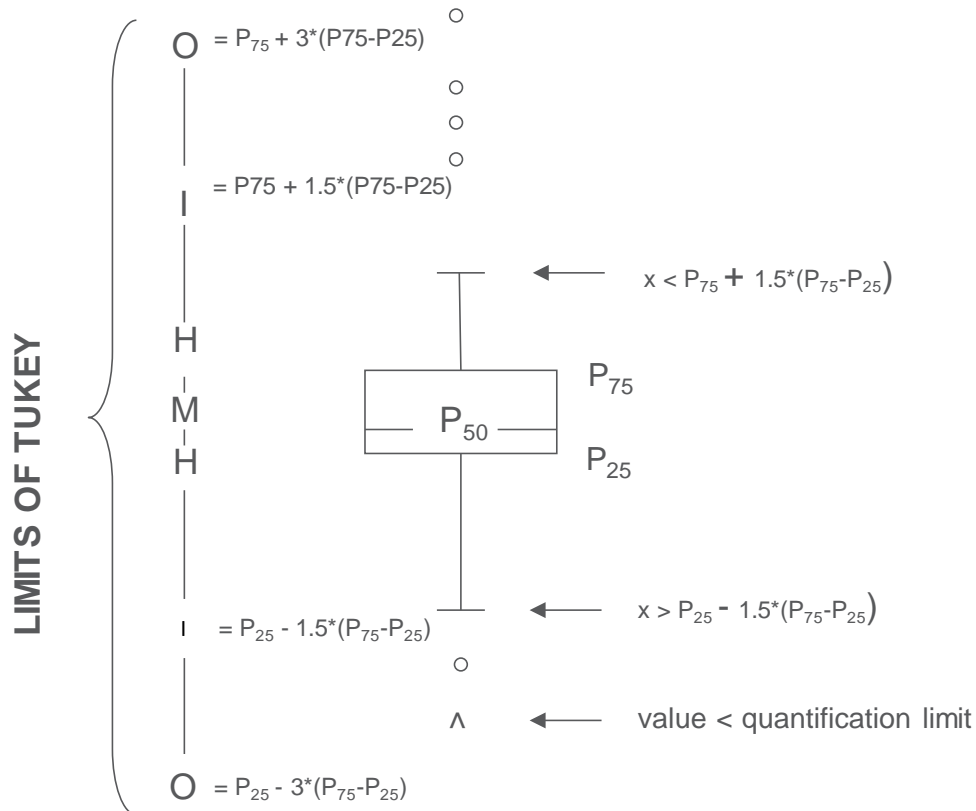 LIMITS OF TUKEY
O = P75 + 3*(P75-P25)
I = P75 + 1.5*(P75-P25)
x < P75 + 1.5*(P75-P25)
H
P75
M
P50
H
P25
x > P25 - 1.5*(P75-P25)
I = P25 - 1.5*(P75-P25)
^ value < quantification limit
O = P25 - 3*(P75-P25)